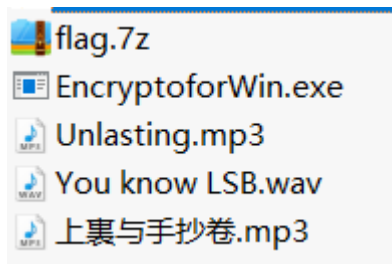 flag.7z
EncryptoforWin.exe
Unlasting.mp3
You know LSB.wav
上裏与手抄卷.mp3